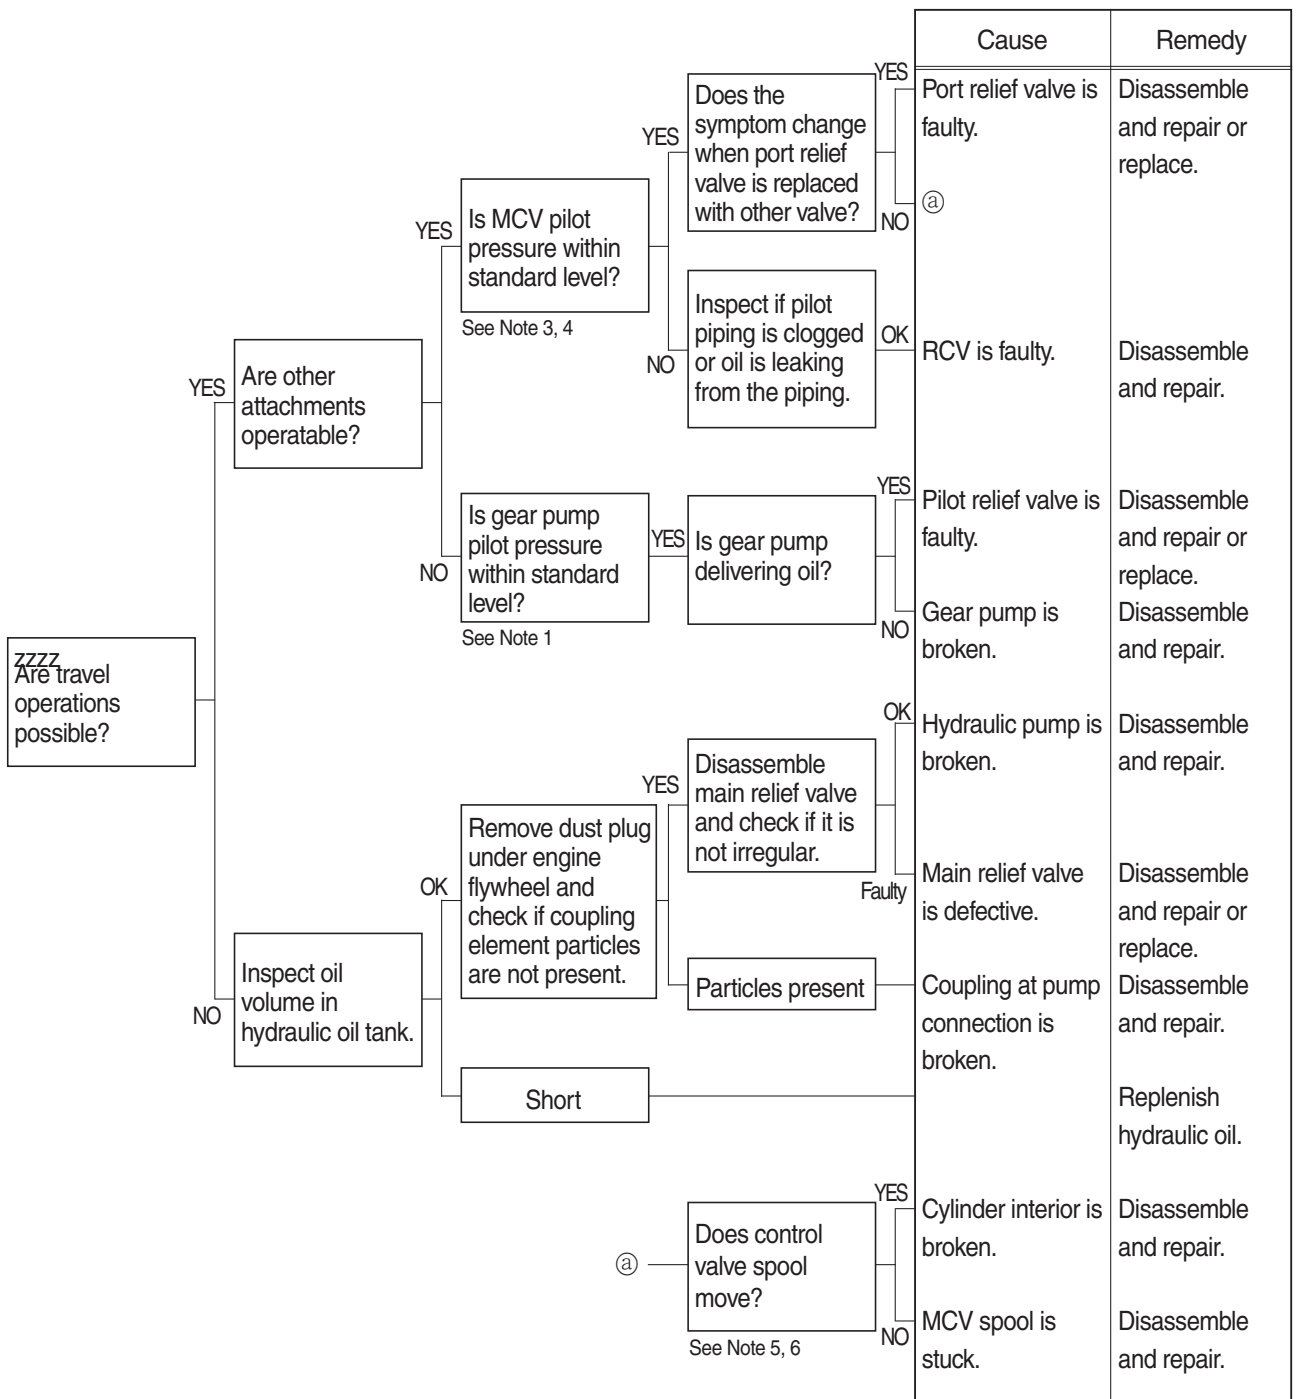 Cause
Remedy
YES
Does the
symptom change
when port relief
valve is replaced
with other valve?
YES
NO
Port relief valve is
faulty.
Disassemble
and repair or
replace.
ⓐ
YES
Is MCV pilot
pressure within
standard level?
See Note 3, 4
NO
Inspect if pilot
piping is clogged
or oil is leaking
from the piping.
OK
RCV is faulty.
Disassemble
and repair.
YES
Are other
attachments
operatable?
NO
Is gear pump
pilot pressure
within standard
level?
See Note 1
YES
Is gear pump
delivering oil?
YES
Pilot relief valve is
faulty.
Disassemble
and repair or
replace.
NO
Gear pump is
broken.
Disassemble
and repair.
zzzz
Are travel
operations
possible?
NO
Inspect oil
volume in
hydraulic oil tank.
OK
Remove dust plug
under engine
flywheel and
check if coupling
element particles
are not present.
YES
Disassemble
main relief valve
and check if it is
not irregular.
OK
Hydraulic pump is
broken.
Disassemble
and repair.
Faulty
Main relief valve
is defective.
Disassemble
and repair or
replace.
Particles present
Coupling at pump
connection is
broken.
Disassemble
and repair.
Short
Replenish
hydraulic oil.
ⓐ
Does control
valve spool
move?
See Note 5, 6
YES
Cylinder interior is
broken.
Disassemble
and repair.
NO
MCV spool is
stuck.
Disassemble
and repair.